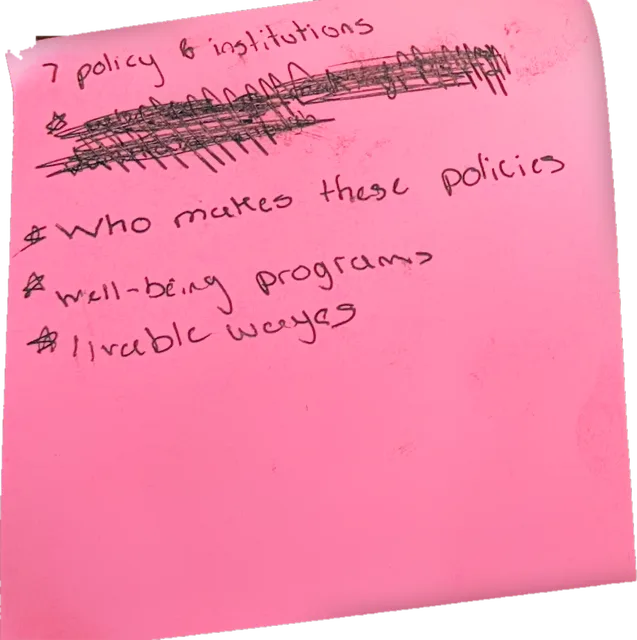 7 policy & institutions
☆ Who makes these policies
☆ well-being programs
☆ livable wages